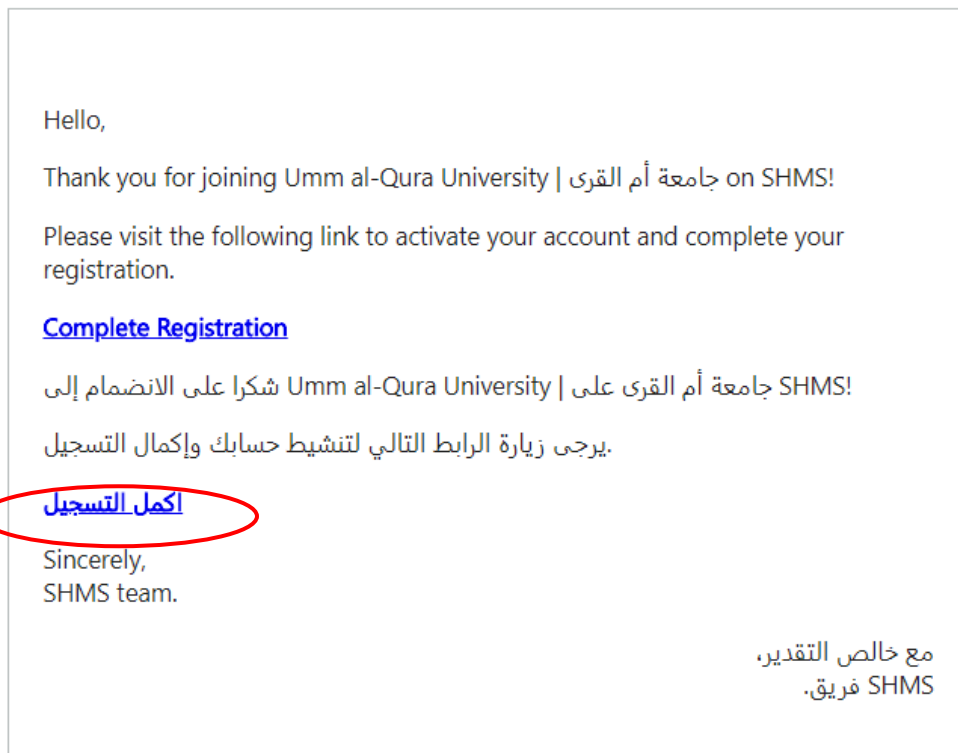 Hello,
Thank you for joining Umm al-Qura University | جامعة أم القرى on SHMS!
Please visit the following link to activate your account and complete your
registration.
Complete Registration
شكرا على الانضمام إلى Umm al-Qura University | جامعة أم القرى على SHMS!
يرجى زيارة الرابط التالي لتنشيط حسابك وإكمال التسجيل.
اكمل التسجيل
Sincerely,
SHMS team.
مع خالص التقدير،
SHMS فريق.